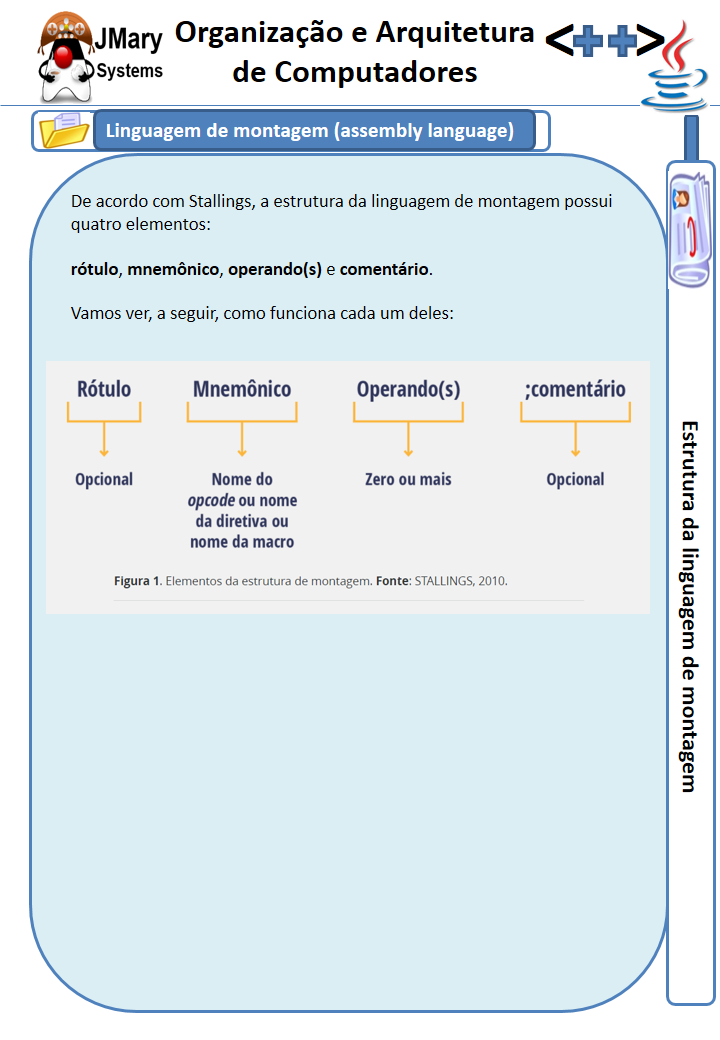 JMary
Systems
Organização e Arquitetura
de Computadores
<++>
Linguagem de montagem (assembly language)
De acordo com Stallings, a estrutura da linguagem de montagem possui
quatro elementos:
rótulo, mnemônico, operando(s) e comentário.
Vamos ver, a seguir, como funciona cada um deles:
Rótulo Mnemônico Operando(s) ;comentário
Opcional Nome do Zero ou mais Opcional
opcode ou nome
da diretiva ou
nome da macro
Figura 1. Elementos da estrutura de montagem. Fonte: STALLINGS, 2010.
Estrutura da linguagem de montagem